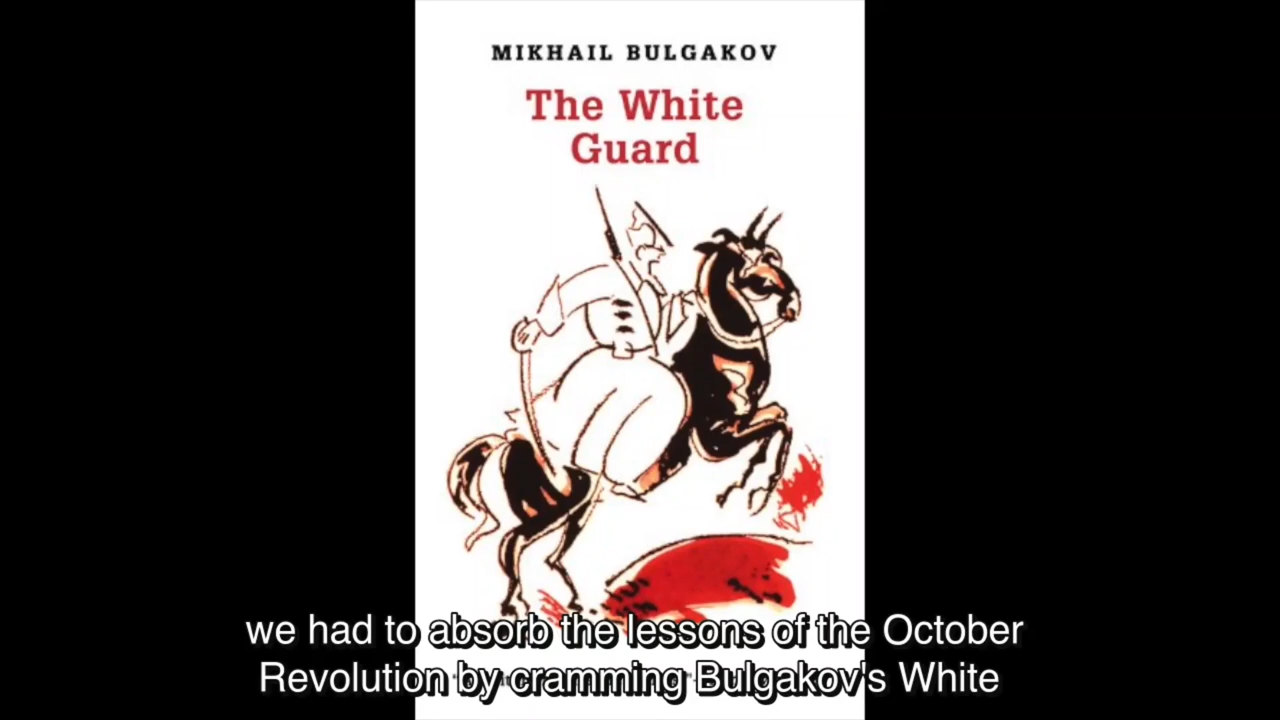 MIKHAIL BULGAKOV
The White
Guard
we had to absorb the lessons of the October
Revolution by cramming Bulgakov's White